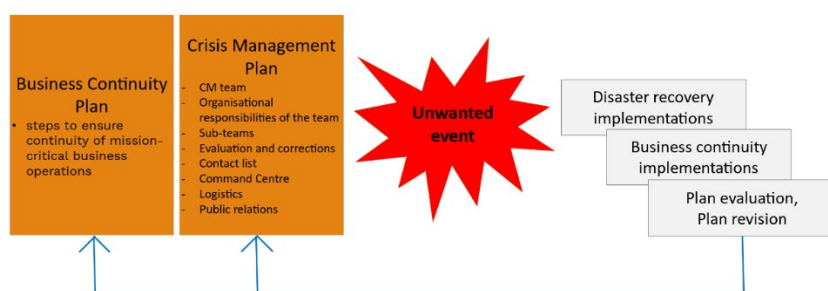 Business Continuity
Plan
• steps to ensure
continuity of mission-
critical business
operations
Crisis Management
Plan
- CM team
- Organisational
responsibilities of the team
- Sub-teams
- Evaluation and corrections
- Contact list
- Command Centre
- Logistics
- Public relations
Unwanted
event
Disaster recovery
implementations
Business continuity
implementations
Plan evaluation,
Plan revision